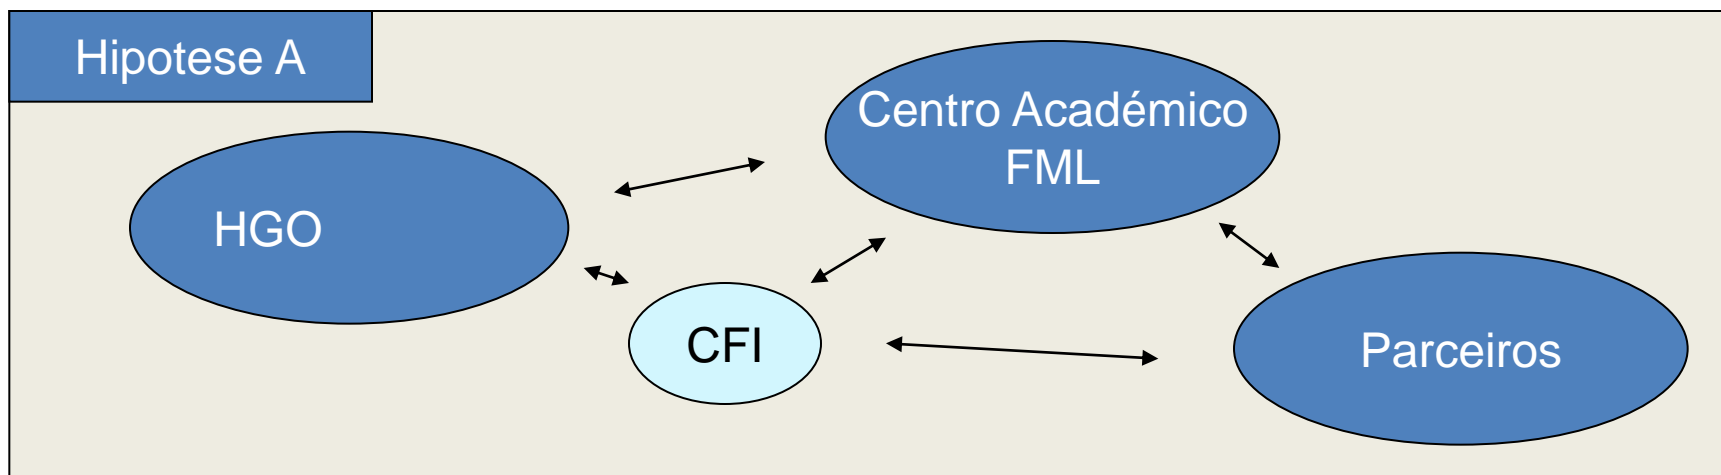 Hipotese A
Centro Académico
FML
HGO
CFI
Parceiros